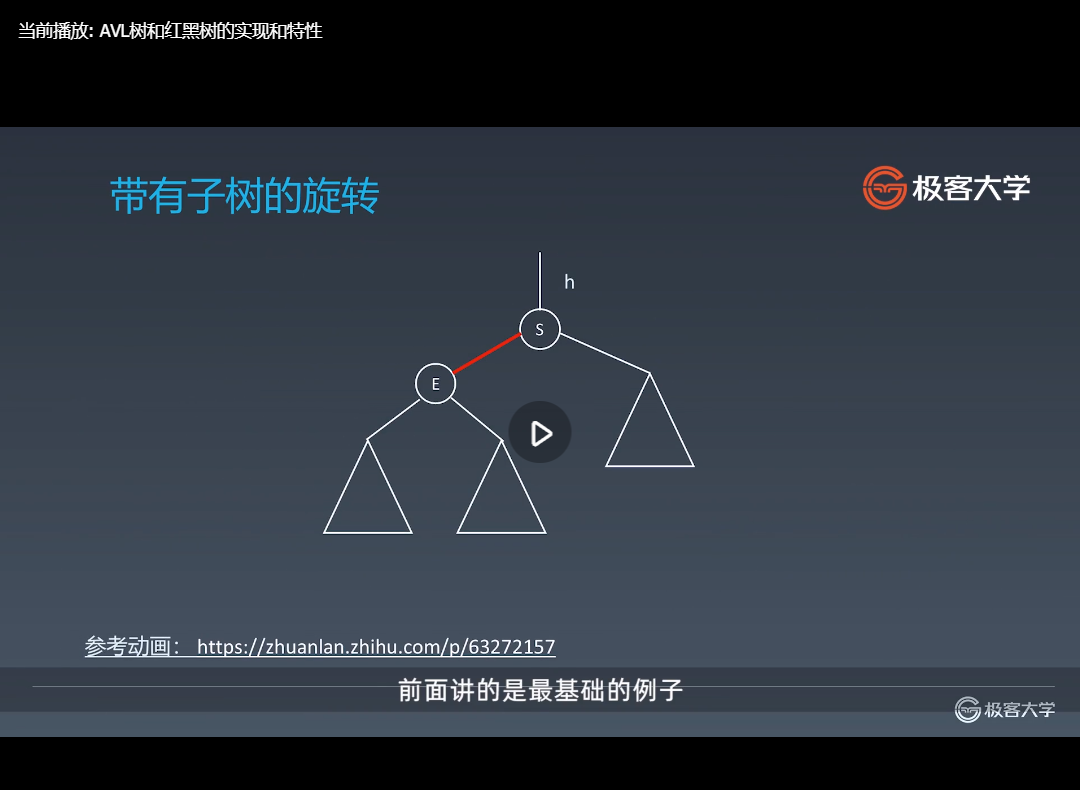 当前播放: AVL树和红黑树的实现和特性
带有子树的旋转
极客大学
h
S
E
参考动画： https://zhuanlan.zhihu.com/p/63272157
前面讲的是最基础的例子
极客大学